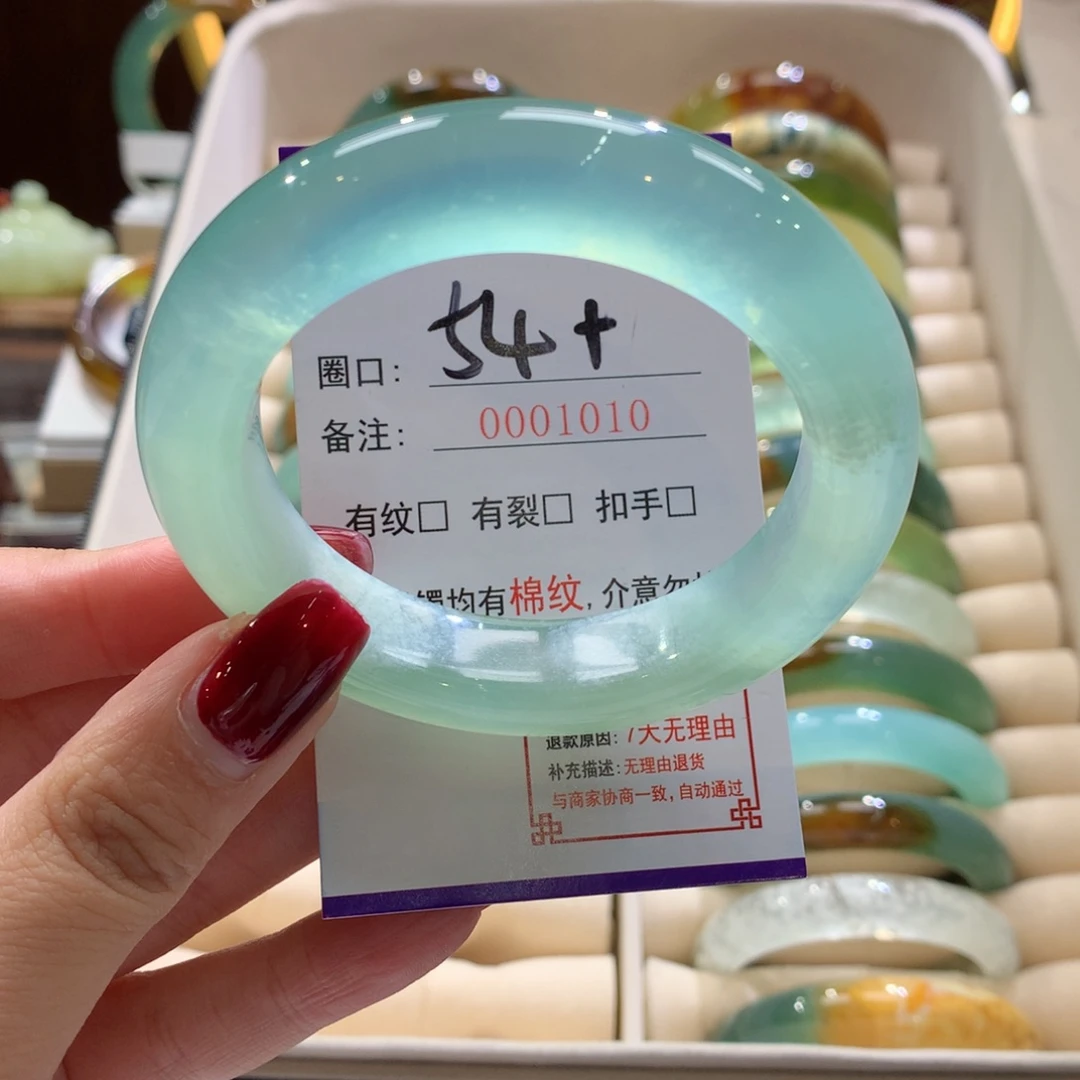 圈口: 54+
备注: 0001010
有纹□ 有裂□ 扣手□
镯均有棉纹, 介意勿
退款原因: 7天无理由
补充描述: 无理由退货
与商家协商一致, 自动通过